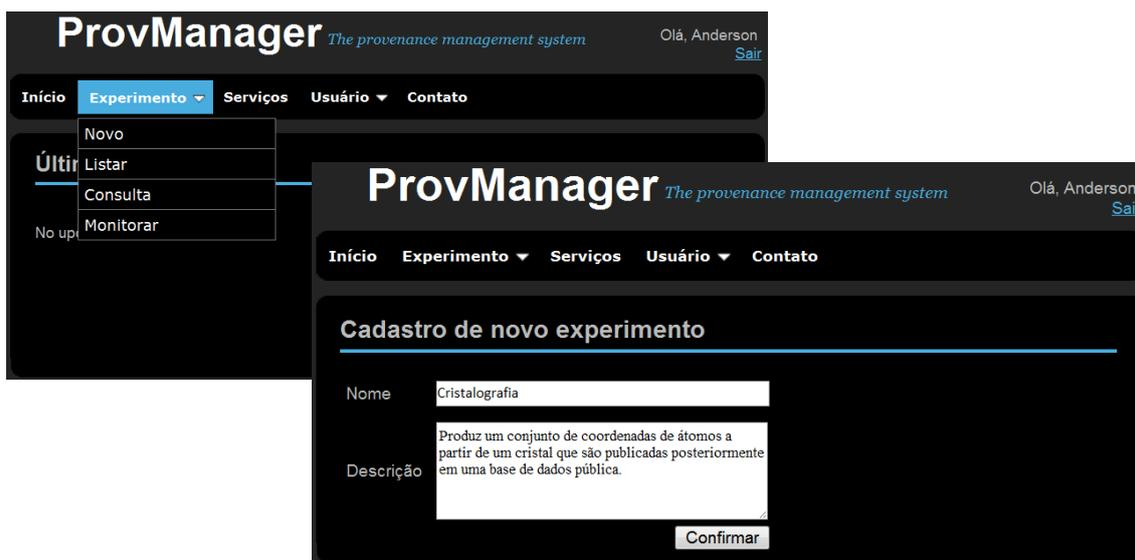 ProvManager The provenance management system
Olá, Anderson
Sair
Início Experimento Serviços Usuário Contato
Novo
Listar
Consulta
Monitorar
No
ProvManager The provenance management system
Olá, Anderson
Sai
Início Experimento Serviços Usuário Contato
Cadastro de novo experimento
Nome Cristalografia
Descrição
Produz um conjunto de coordenadas de átomos a
partir de um cristal que são publicadas posteriormente
em uma base de dados pública.
Confirmar